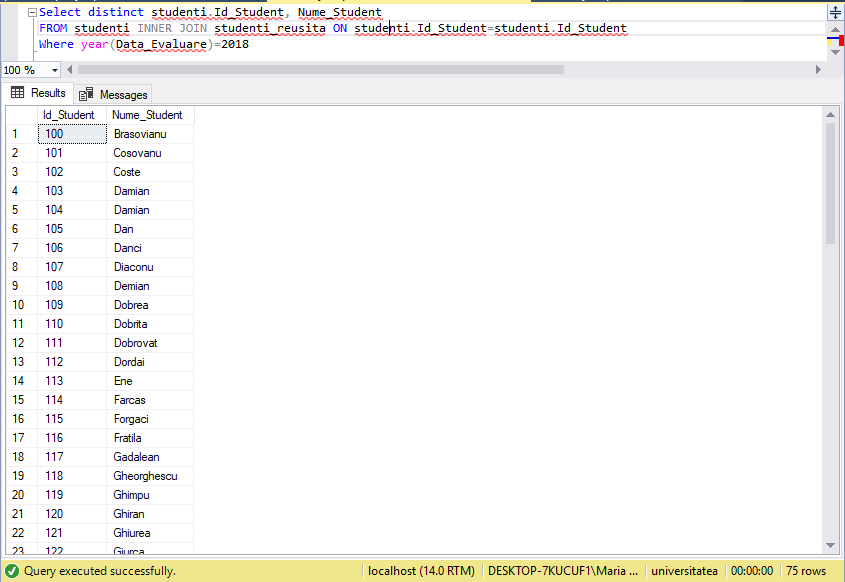 Select distinct studenti.Id_Student, Nume_Student
FROM studenti INNER JOIN studenti_reusita ON studenti.Id_Student=studenti.Id_Student
Where year(Data_Evaluare)=2018
100 %
Results Messages
Id_Student Nume_Student
1 100 Brasovianu
2 101 Cosovanu
3 102 Coste
4 103 Damian
5 104 Damian
6 105 Dan
7 106 Danci
8 107 Diaconu
9 108 Demian
10 109 Dobrea
11 110 Dobrita
12 111 Dobrovat
13 112 Dordai
14 113 Ene
15 114 Farcas
16 115 Forgaci
17 116 Fratila
18 117 Gadalean
19 118 Gheorghescu
20 119 Ghimpu
21 120 Ghiran
22 121 Ghiurea
23 122 Giurca
Query executed successfully. localhost (14.0 RTM) DESKTOP-7KUCUF1\Maria ... universitatea 00:00:00 75 rows